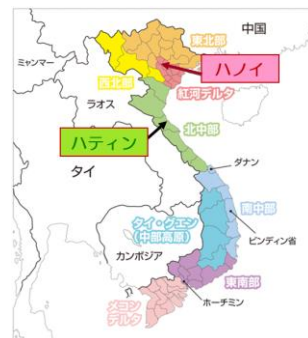 中国
東北部
ミャンマー
ハノイ
西北部
紅河デルタ
ラオス
北中部
ハティン
タイ
ダナン
南中部
タイ・グエン
(中部高原)
カンボジア
ビンディン省
東南部
メコン
デルタ
ホーチミン